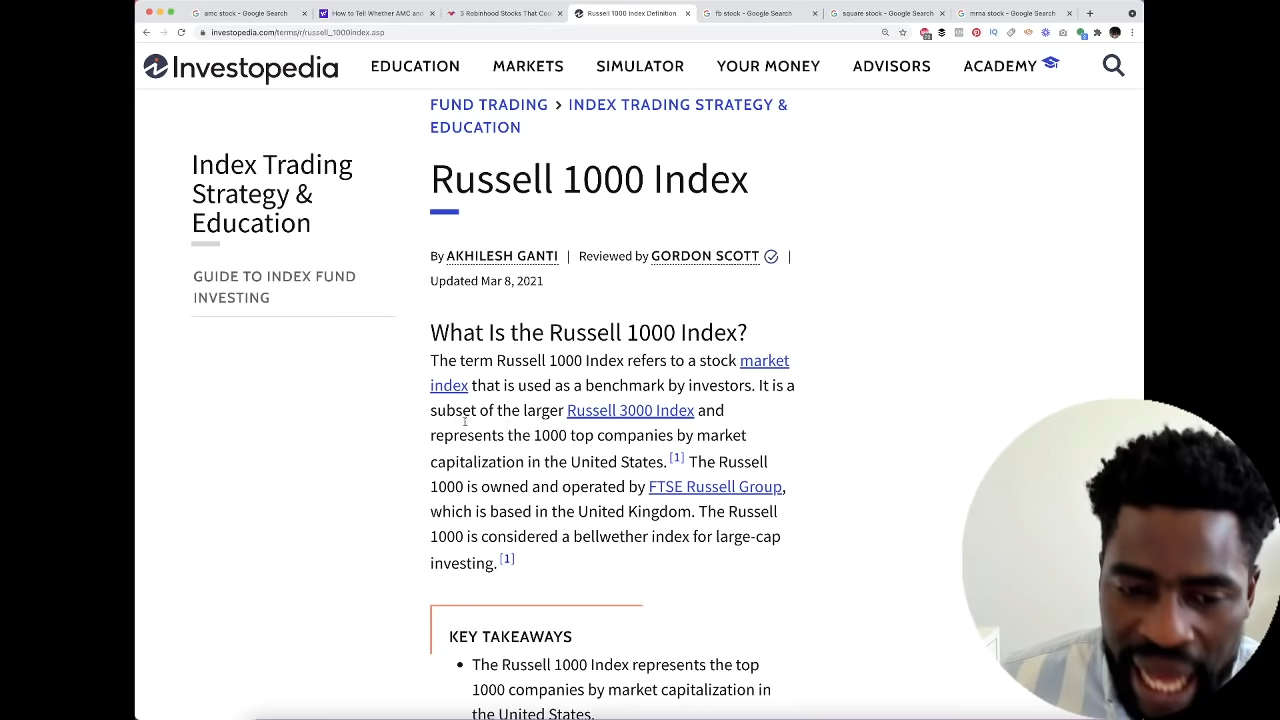 amc stock - Google Search
How to Tell Whether AMC and
3 Robinhood Stocks That Cou
Russell 1000 Index Definition
fb stock - Google Search
square stock - Google Search
mrna stock - Google Search
investopedia.com/terms/r/russell_1000index.asp
Investopedia
EDUCATION
MARKETS
SIMULATOR
YOUR MONEY
ADVISORS
ACADEMY
FUND TRADING > INDEX TRADING STRATEGY &
EDUCATION
Index Trading
Strategy &
Education
GUIDE TO INDEX FUND
INVESTING
Russell 1000 Index
By AKHILESH GANTI | Reviewed by GORDON SCOTT |
Updated Mar 8, 2021
What Is the Russell 1000 Index?
The term Russell 1000 Index refers to a stock market
index that is used as a benchmark by investors. It is a
subset of the larger Russell 3000 Index and
represents the 1000 top companies by market
capitalization in the United States. [1] The Russell
1000 is owned and operated by FTSE Russell Group,
which is based in the United Kingdom. The Russell
1000 is considered a bellwether index for large-cap
investing. [1]
KEY TAKEAWAYS
• The Russell 1000 Index represents the top
1000 companies by market capitalization in
the United States.